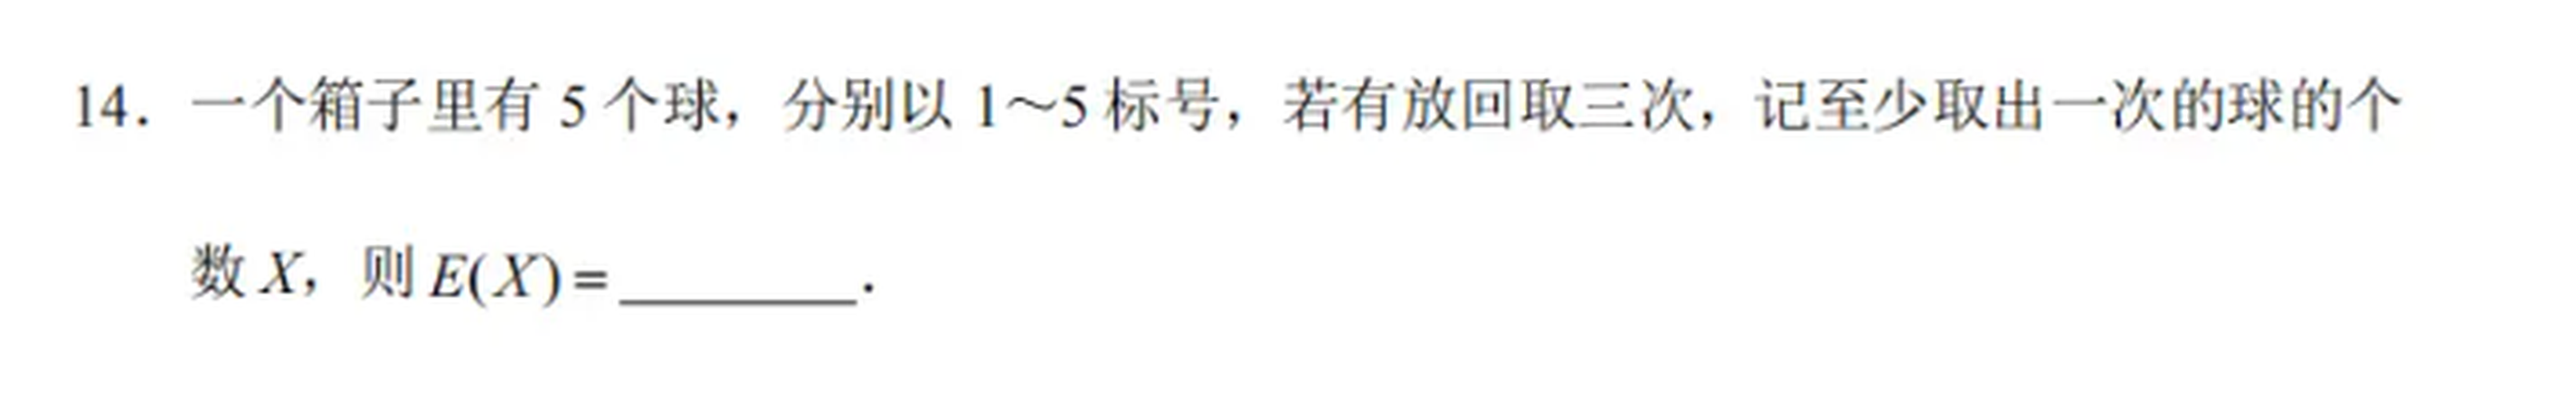 14. 一个箱子里有 5 个球，分别以 1～5 标号，若有放回取三次，记至少取出一次的球的个
数 X，则 E(X)=________.